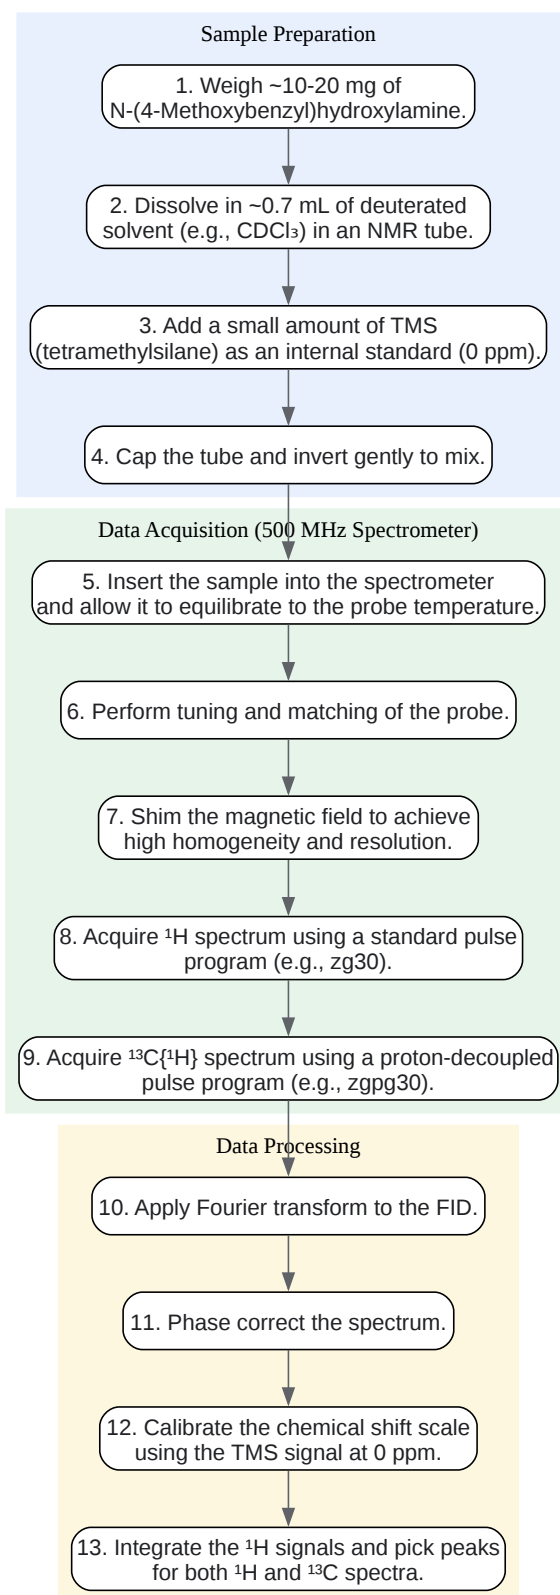 Sample Preparation
1. Weigh ~10-20 mg of
N-(4-Methoxybenzyl)hydroxylamine.
2. Dissolve in ~0.7 mL of deuterated
solvent (e.g., CDCl₃) in an NMR tube.
3. Add a small amount of TMS
(tetramethylsilane) as an internal standard (0 ppm).
4. Cap the tube and invert gently to mix.
Data Acquisition (500 MHz Spectrometer)
5. Insert the sample into the spectrometer
and allow it to equilibrate to the probe temperature.
6. Perform tuning and matching of the probe.
7. Shim the magnetic field to achieve
high homogeneity and resolution.
8. Acquire ¹H spectrum using a standard pulse
program (e.g., zg30).
9. Acquire ¹³C{¹H} spectrum using a proton-decoupled
pulse program (e.g., zgpg30).
Data Processing
10. Apply Fourier transform to the FID.
11. Phase correct the spectrum.
12. Calibrate the chemical shift scale
using the TMS signal at 0 ppm.
13. Integrate the ¹H signals and pick peaks
for both ¹H and ¹³C spectra.